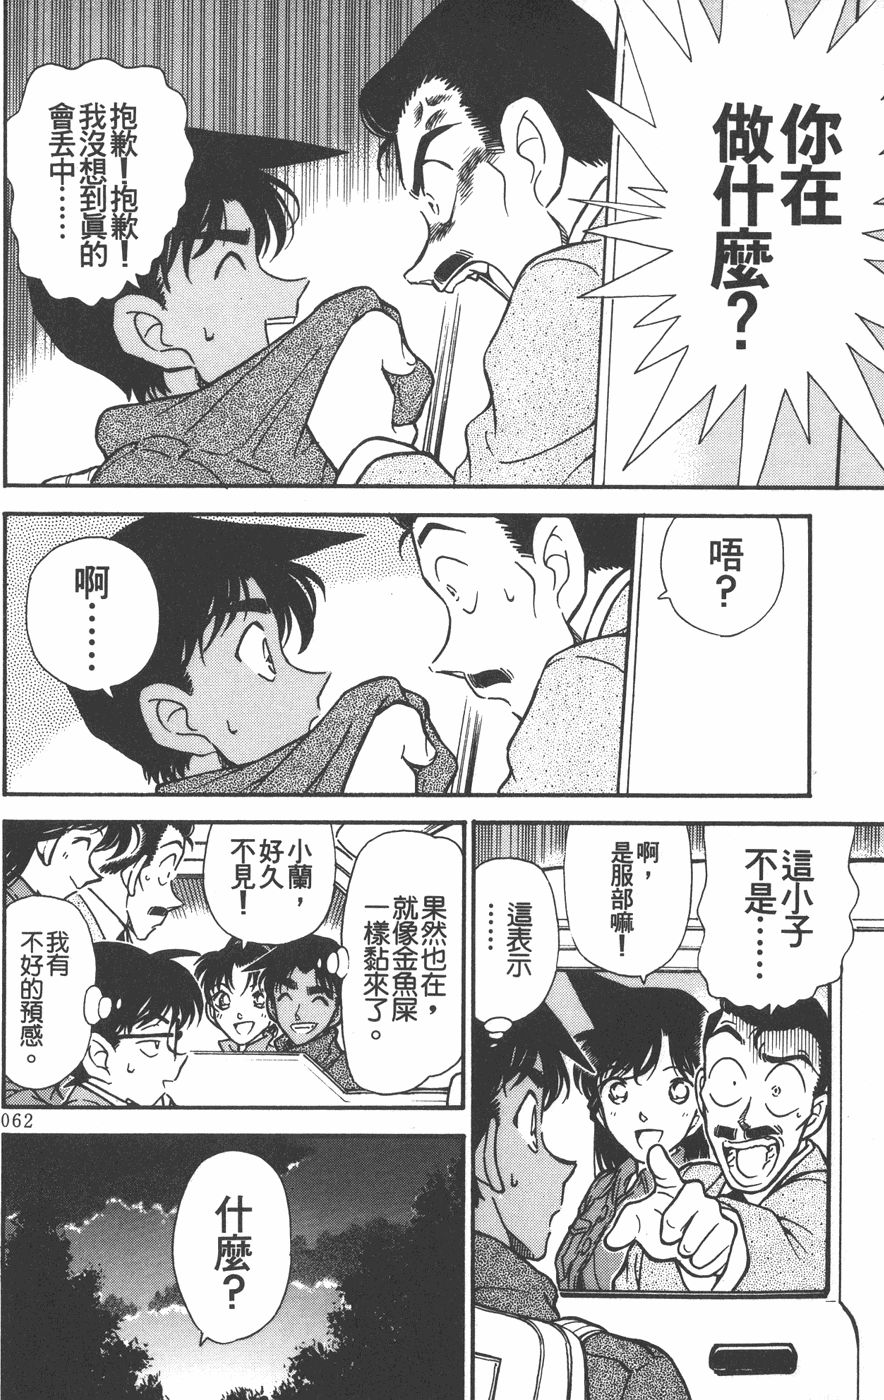 你在
做什麼？
抱歉！抱歉！
我沒想到真的
會丟中……
唔？
啊……
這小子
不是……
啊，
是服部嘛！
這表示
……
果然也在，
就像金魚屎
一樣黏來了。
小蘭，
好久
不見！
我有
不好的預感。
062
什麼？